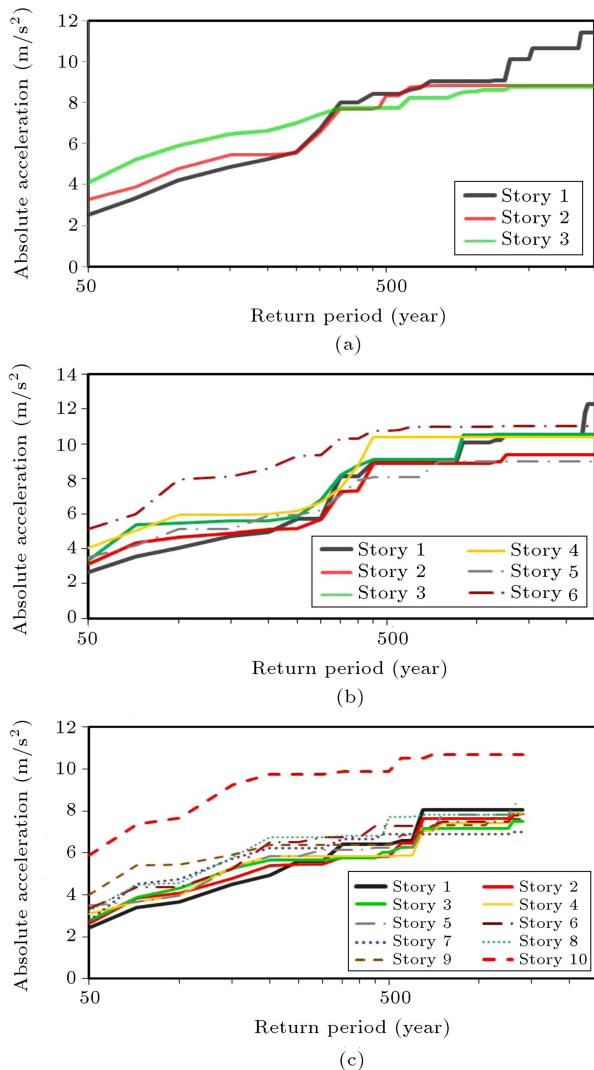 12
10
8
6
4
2
0
Absolute acceleration (m/s²)
Story 1
Story 2
Story 3
50 500
Return period (year)
(a)
14
12
10
8
6
4
2
0
Absolute acceleration (m/s²)
Story 1 Story 4
Story 2 Story 5
Story 3 Story 6
50 500
Return period (year)
(b)
12
10
8
6
4
2
0
Absolute acceleration (m/s²)
Story 1 Story 2
Story 3 Story 4
Story 5 Story 6
Story 7 Story 8
Story 9 Story 10
50 500
Return period (year)
(c)